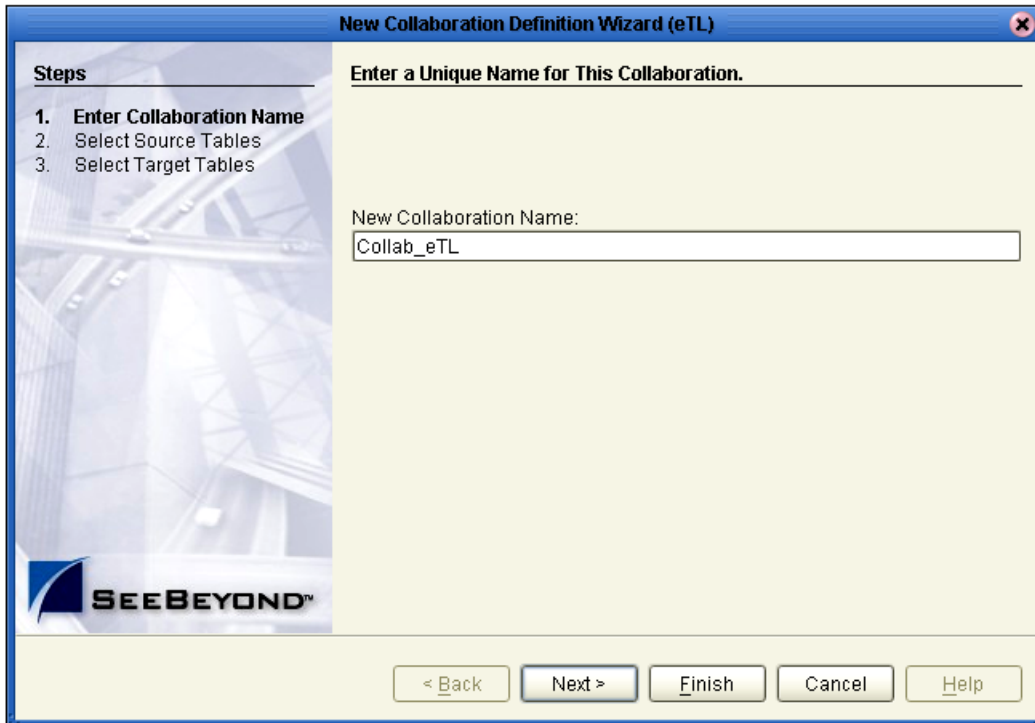 New Collaboration Definition Wizard (eTL)
Steps
1. Enter Collaboration Name
2. Select Source Tables
3. Select Target Tables
Enter a Unique Name for This Collaboration.
New Collaboration Name:
Collab_eTL
SEEBEYOND™
< Back Next > Finish Cancel Help